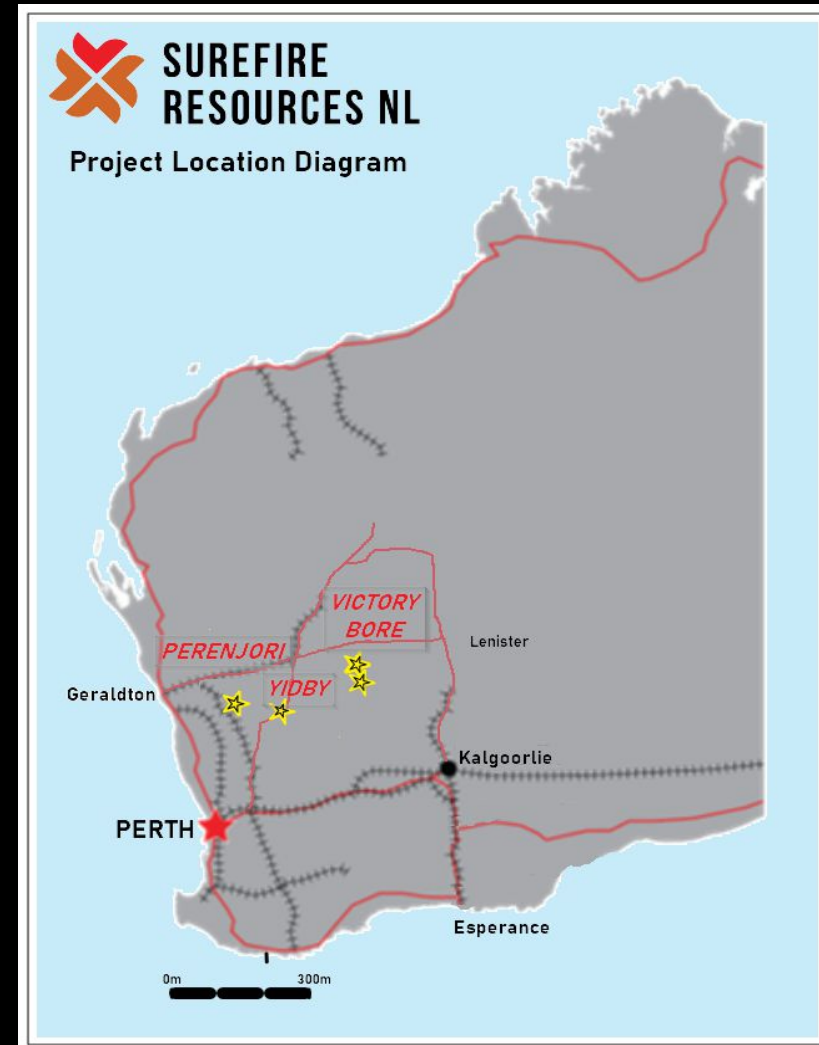 SUREFIRE
RESOURCES NL
Project Location Diagram
VICTORY
BORE
PERENJORI
Lenister
YIDBY
Geraldton
Kalgoorlie
PERTH
Esperance
0m 300m